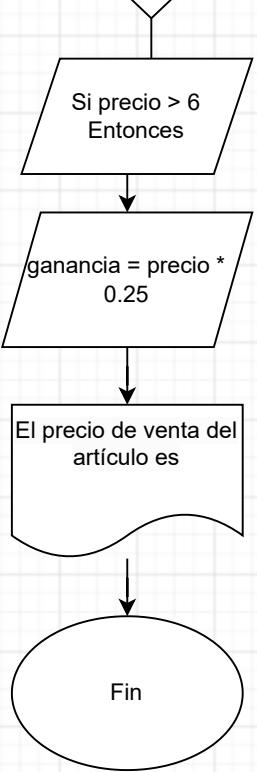 Si precio > 6
Entonces
ganancia = precio *
0.25
El precio de venta del
artículo es
Fin